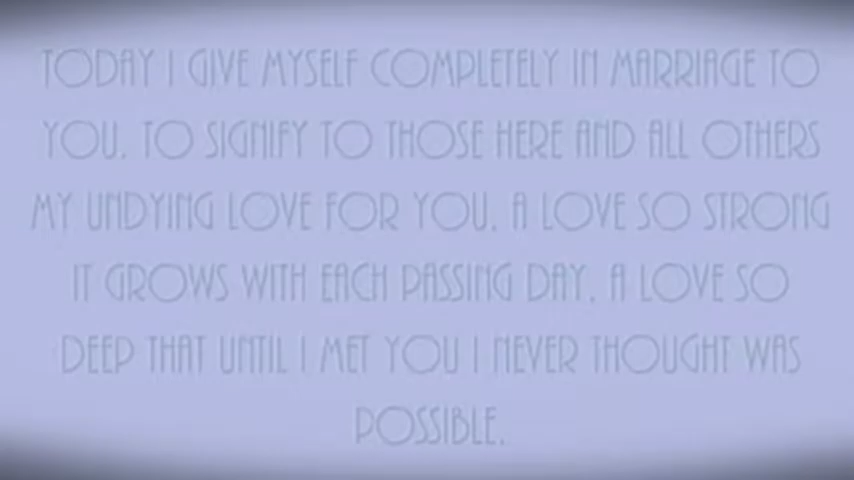 TODAY I GIVE MYSELF COMPLETELY IN MARRIAGE TO
YOU. TO SIGNIFY TO THOSE HERE AND ALL OTHERS
MY UNDYING LOVE FOR YOU. A LOVE SO STRONG
IT GROWS WITH EACH PASSING DAY. A LOVE SO
DEEP THAT UNTIL I MET YOU I NEVER THOUGHT WAS
POSSIBLE.